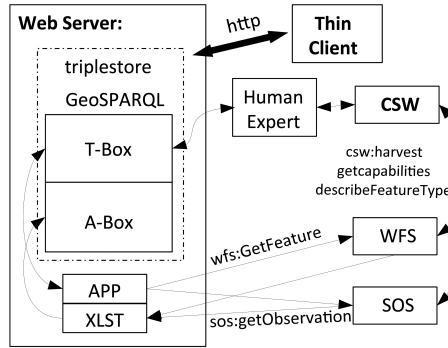 Web Server:
http
Thin
Client
triplestore
GeoSPARQL
Human
Expert
CSW
T-Box
csw:harvest
getcapabilities
describeFeatureType
A-Box
wfs:GetFeature
WFS
APP
XLST
sos:getObservation
SOS